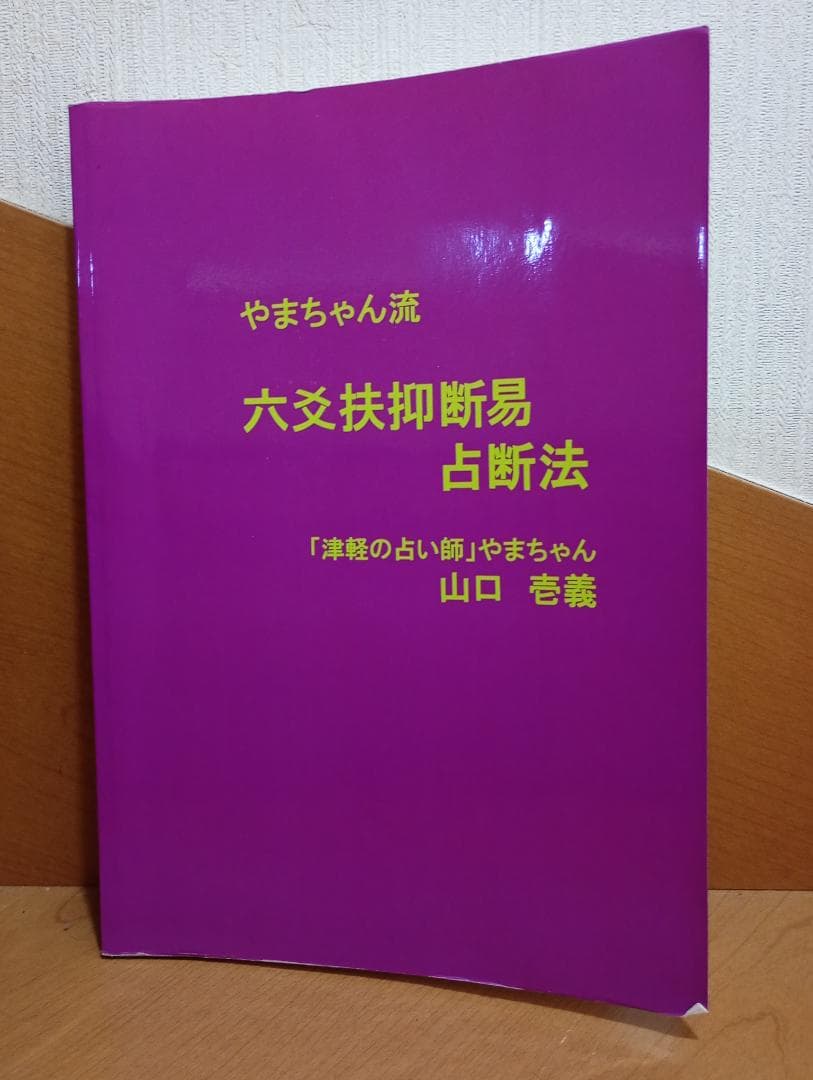 やまちゃん流
六爻扶抑断易
占断法
「津軽の占い師」やまちゃん
山口　壱義